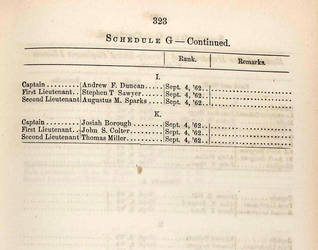 323
SCHEDULE G — Continued.
Rank. Remarks.
I.
Captain........ Andrew F. Duncan...... Sept. 4, '62..
First Lieutenant.. Stephen T Sawyer...... Sept. 4, '62..
Second Lieutenant Augustus M. Sparks.... Sept. 4, '62..
K.
Captain........ Josiah Borough........ Sept. 4, '62..
First Lieutenant.. John S. Colter........ Sept. 4, '62..
Second Lieutenant Thomas Miller......... Sept. 4, '62..